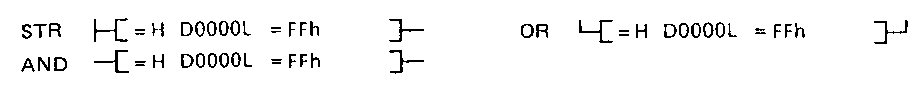 STR =H D0000L =FFh OR =H D0000L =FFh
AND =H D0000L =FFh